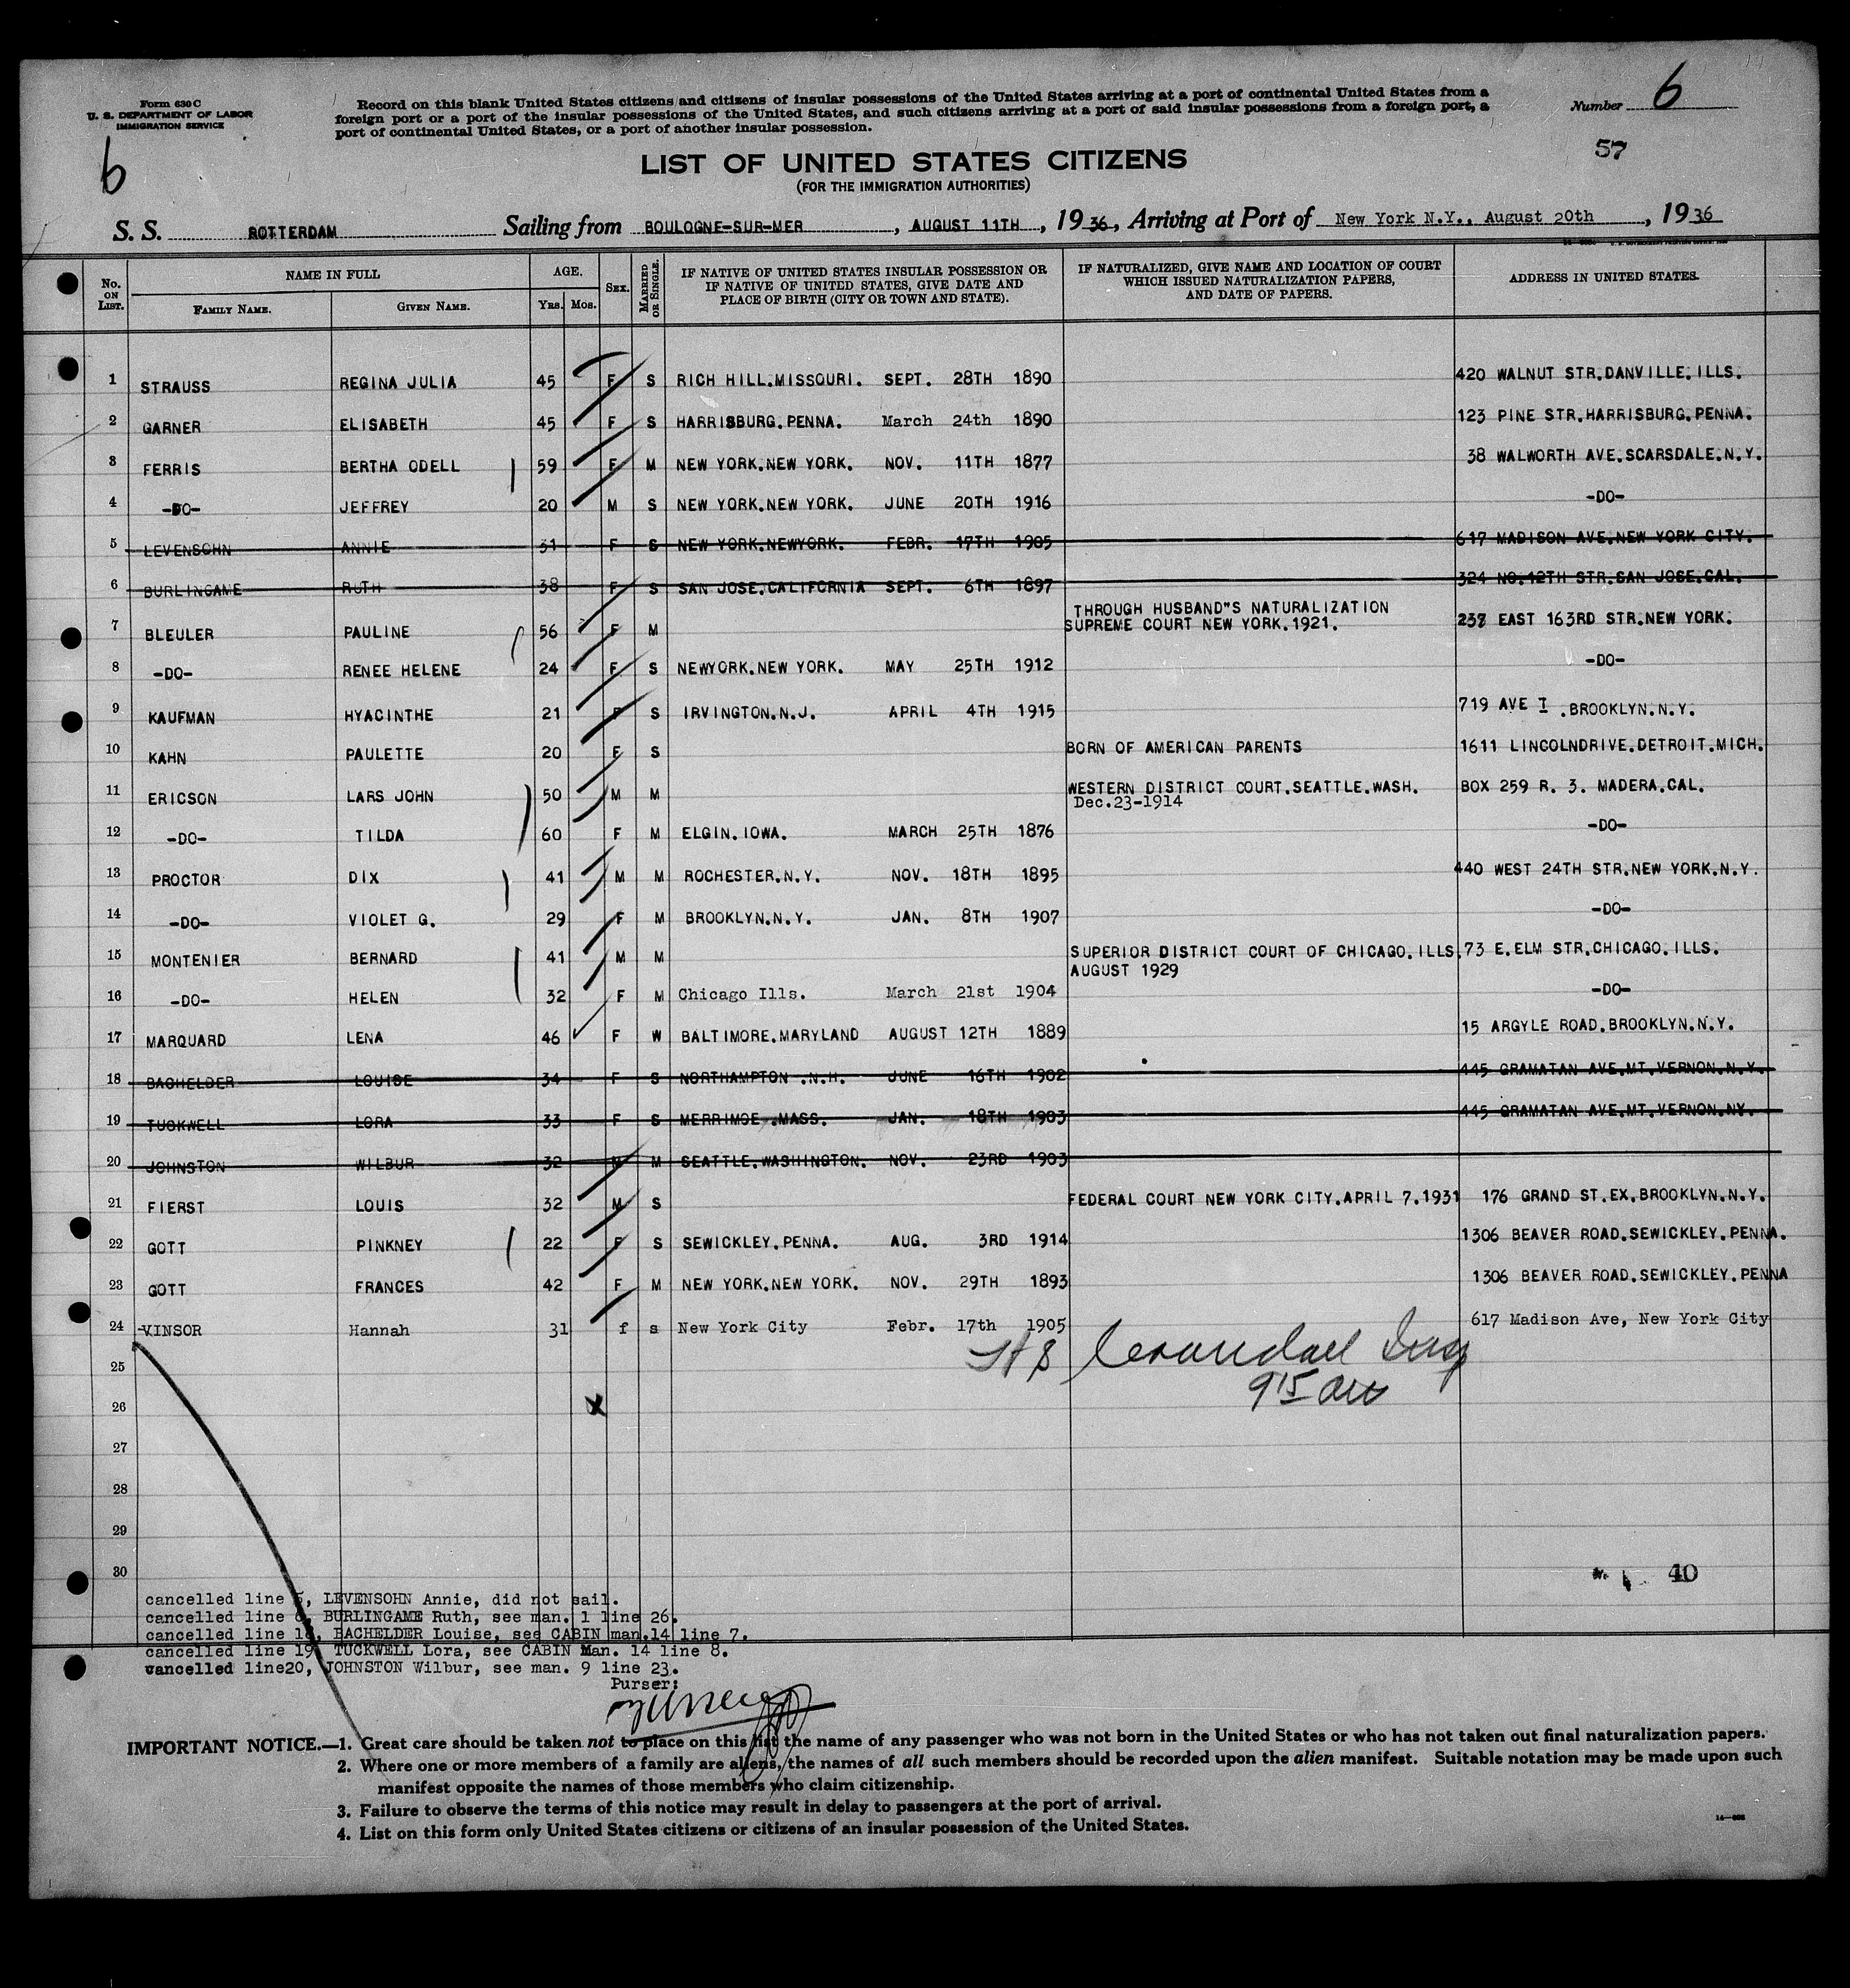 Form 630 C
U. S. DEPARTMENT OF LABOR
IMMIGRATION SERVICE
Record on this blank United States citizens and citizens of insular possessions of the United States arriving at a port of continental United States from a
foreign port or a port of the insular possessions of the United States, and such citizens arriving at a port of said insular possessions from a foreign port, a
port of continental United States, or a port of another insular possession.
Number 6
57
6
LIST OF UNITED STATES CITIZENS
(FOR THE IMMIGRATION AUTHORITIES)
S. S. ROTTERDAM Sailing from BOULOGNE-SUR-MER, AUGUST 11TH, 1936, Arriving at Port of New York N.Y., August 20th, 1936
No. ON LIST. NAME IN FULL FAMILY NAME. GIVEN NAME. AGE. YRS. MOS. SEX. MARRIED OR SINGLE. IF NATIVE OF UNITED STATES INSULAR POSSESSION OR IF NATIVE OF UNITED STATES, GIVE DATE AND PLACE OF BIRTH (CITY OR TOWN AND STATE). IF NATURALIZED, GIVE NAME AND LOCATION OF COURT WHICH ISSUED NATURALIZATION PAPERS, AND DATE OF PAPERS. ADDRESS IN UNITED STATES.
1 STRAUSS REGINA JULIA 45 F S RICH HILL.MISSOURI. SEPT. 28TH 1890 420 WALNUT STR.DANVILLE.ILLS.
2 GARNER ELISABETH 45 F S HARRISBURG.PENNA. March 24th 1890 123 PINE STR.HARRISBURG.PENNA.
3 FERRIS BERTHA ODELL 59 F M NEW YORK.NEW YORK. NOV. 11TH 1877 38 WALWORTH AVE.SCARSDALE.N.Y.
4 -DO- JEFFREY 20 M S NEW YORK.NEW YORK. JUNE 20TH 1916 -DO-
5 LEVENSOHN ANNIE 31 F S NEW YORK.NEWYORK. FEBR. 17TH 1905 617 MADISON AVE.NEW YORK CITY.
6 BURLINGAME RUTH 38 F S SAN JOSE.CALIFORNIA SEPT. 6TH 1897 324 NO.12TH STR.SAN JOSE.CAL.
7 BLEULER PAULINE 56 F M THROUGH HUSBAND"S NATURALIZATION
SUPREME COURT NEW YORK.1921. 237 EAST 163RD STR.NEW YORK.
8 -DO- RENEE HELENE 24 F S NEWYORK.NEW YORK. MAY 25TH 1912 -DO-
9 KAUFMAN HYACINTHE 21 F S IRVINGTON.N.J. APRIL 4TH 1915 719 AVE I .BROOKLYN.N.Y.
10 KAHN PAULETTE 20 F S BORN OF AMERICAN PARENTS 1611 LINCOLNDRIVE.DETROIT.MICH.
11 ERICSON LARS JOHN 50 M M WESTERN DISTRICT COURT.SEATTLE.WASH. BOX 259 R. 3. MADERA.CAL.
Dec.23-1914
12 -DO- TILDA 60 F M ELGIN.IOWA. MARCH 25TH 1876 -DO-
13 PROCTOR DIX 41 M M ROCHESTER.N.Y. NOV. 18TH 1895 440 WEST 24TH STR.NEW YORK.N.Y.
14 -DO- VIOLET G. 29 F M BROOKLYN.N.Y. JAN. 8TH 1907 -DO-
15 MONTENIER BERNARD 41 M M SUPERIOR DISTRICT COURT OF CHICAGO.ILLS. 73 E.ELM STR.CHICAGO.ILLS.
AUGUST 1929
16 -DO- HELEN 32 F M Chicago Ills. March 21st 1904 -DO-
17 MARQUARD LENA 46 F W BALTIMORE.MARYLAND AUGUST 12TH 1889 15 ARGYLE ROAD.BROOKLYN.N.Y.
18 BACHELDER LOUISE 34 F S NORTHAMPTON .N.H. JUNE 16TH 1902 445 GRAMATAN AVE.MT.VERNON.N.Y.
19 TUCKWELL LORA 33 F S MERRIMOE .MASS. JAN. 18TH 1903 445 GRAMATAN AVE.MT.VERNON.NY.
20 JOHNSTON WILBUR 32 M M SEATTLE.WASHINGTON. NOV. 23RD 1903
21 FIERST LOUIS 32 M S FEDERAL COURT NEW YORK CITY.APRIL 7.1931 176 GRAND ST.EX.BROOKLYN.N.Y.
22 GOTT PINKNEY 22 F S SEWICKLEY.PENNA. AUG. 3RD 1914 1306 BEAVER ROAD.SEWICKLEY.PENNA.
23 GOTT FRANCES 42 F M NEW YORK.NEW YORK. NOV. 29TH 1893 1306 BEAVER ROAD.SEWICKLEY.PENNA
24 VINSOR Hannah 31 f s New York City Febr. 17th 1905 617 Madison Ave, New York City
25
9 15 am
26 x
27
28
29
30 40
cancelled line 5, LEVENSOHN Annie, did not sail.
cancelled line 6, BURLINGAME Ruth, see man. 1 line 26.
cancelled line 18, BACHELDER Louise, see CABIN man.14 line 7.
cancelled line 19, TUCKWELL Lora, see CABIN Man. 14 line 8.
cancelled line20, JOHNSTON Wilbur, see man. 9 line 23.
Purser:
IMPORTANT NOTICE.—1. Great care should be taken not to place on this list the name of any passenger who was not born in the United States or who has not taken out final naturalization papers.
2. Where one or more members of a family are aliens, the names of all such members should be recorded upon the alien manifest. Suitable notation may be made upon such
manifest opposite the names of those members who claim citizenship.
3. Failure to observe the terms of this notice may result in delay to passengers at the port of arrival.
4. List on this form only United States citizens or citizens of an insular possession of the United States.